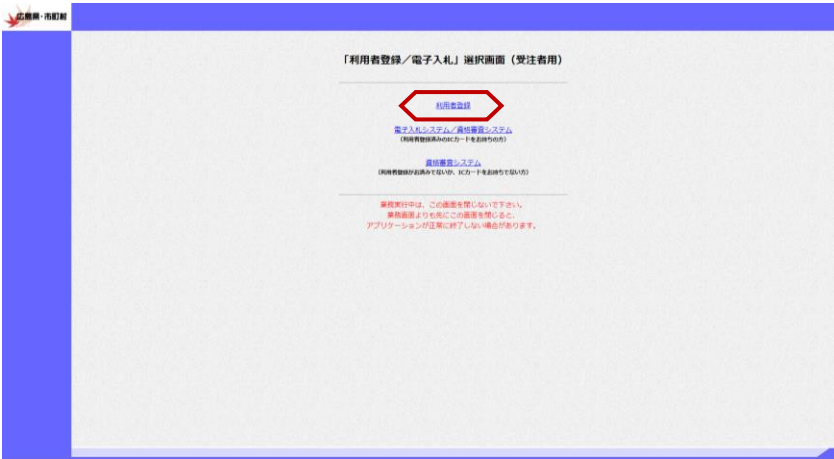 広島県・市町村
「利用者登録／電子入札」選択画面（受注者用）
利用者登録
電子入札システム／資格審査システム
（利用者登録済みのICカードをお持ちの方）
資格審査システム
（利用者登録がお済みでないか、ICカードをお持ちでない方）
業務実行中は、この画面を閉じないで下さい。
業務画面よりも先にこの画面を閉じると、
アプリケーションが正常に終了しない場合があります。